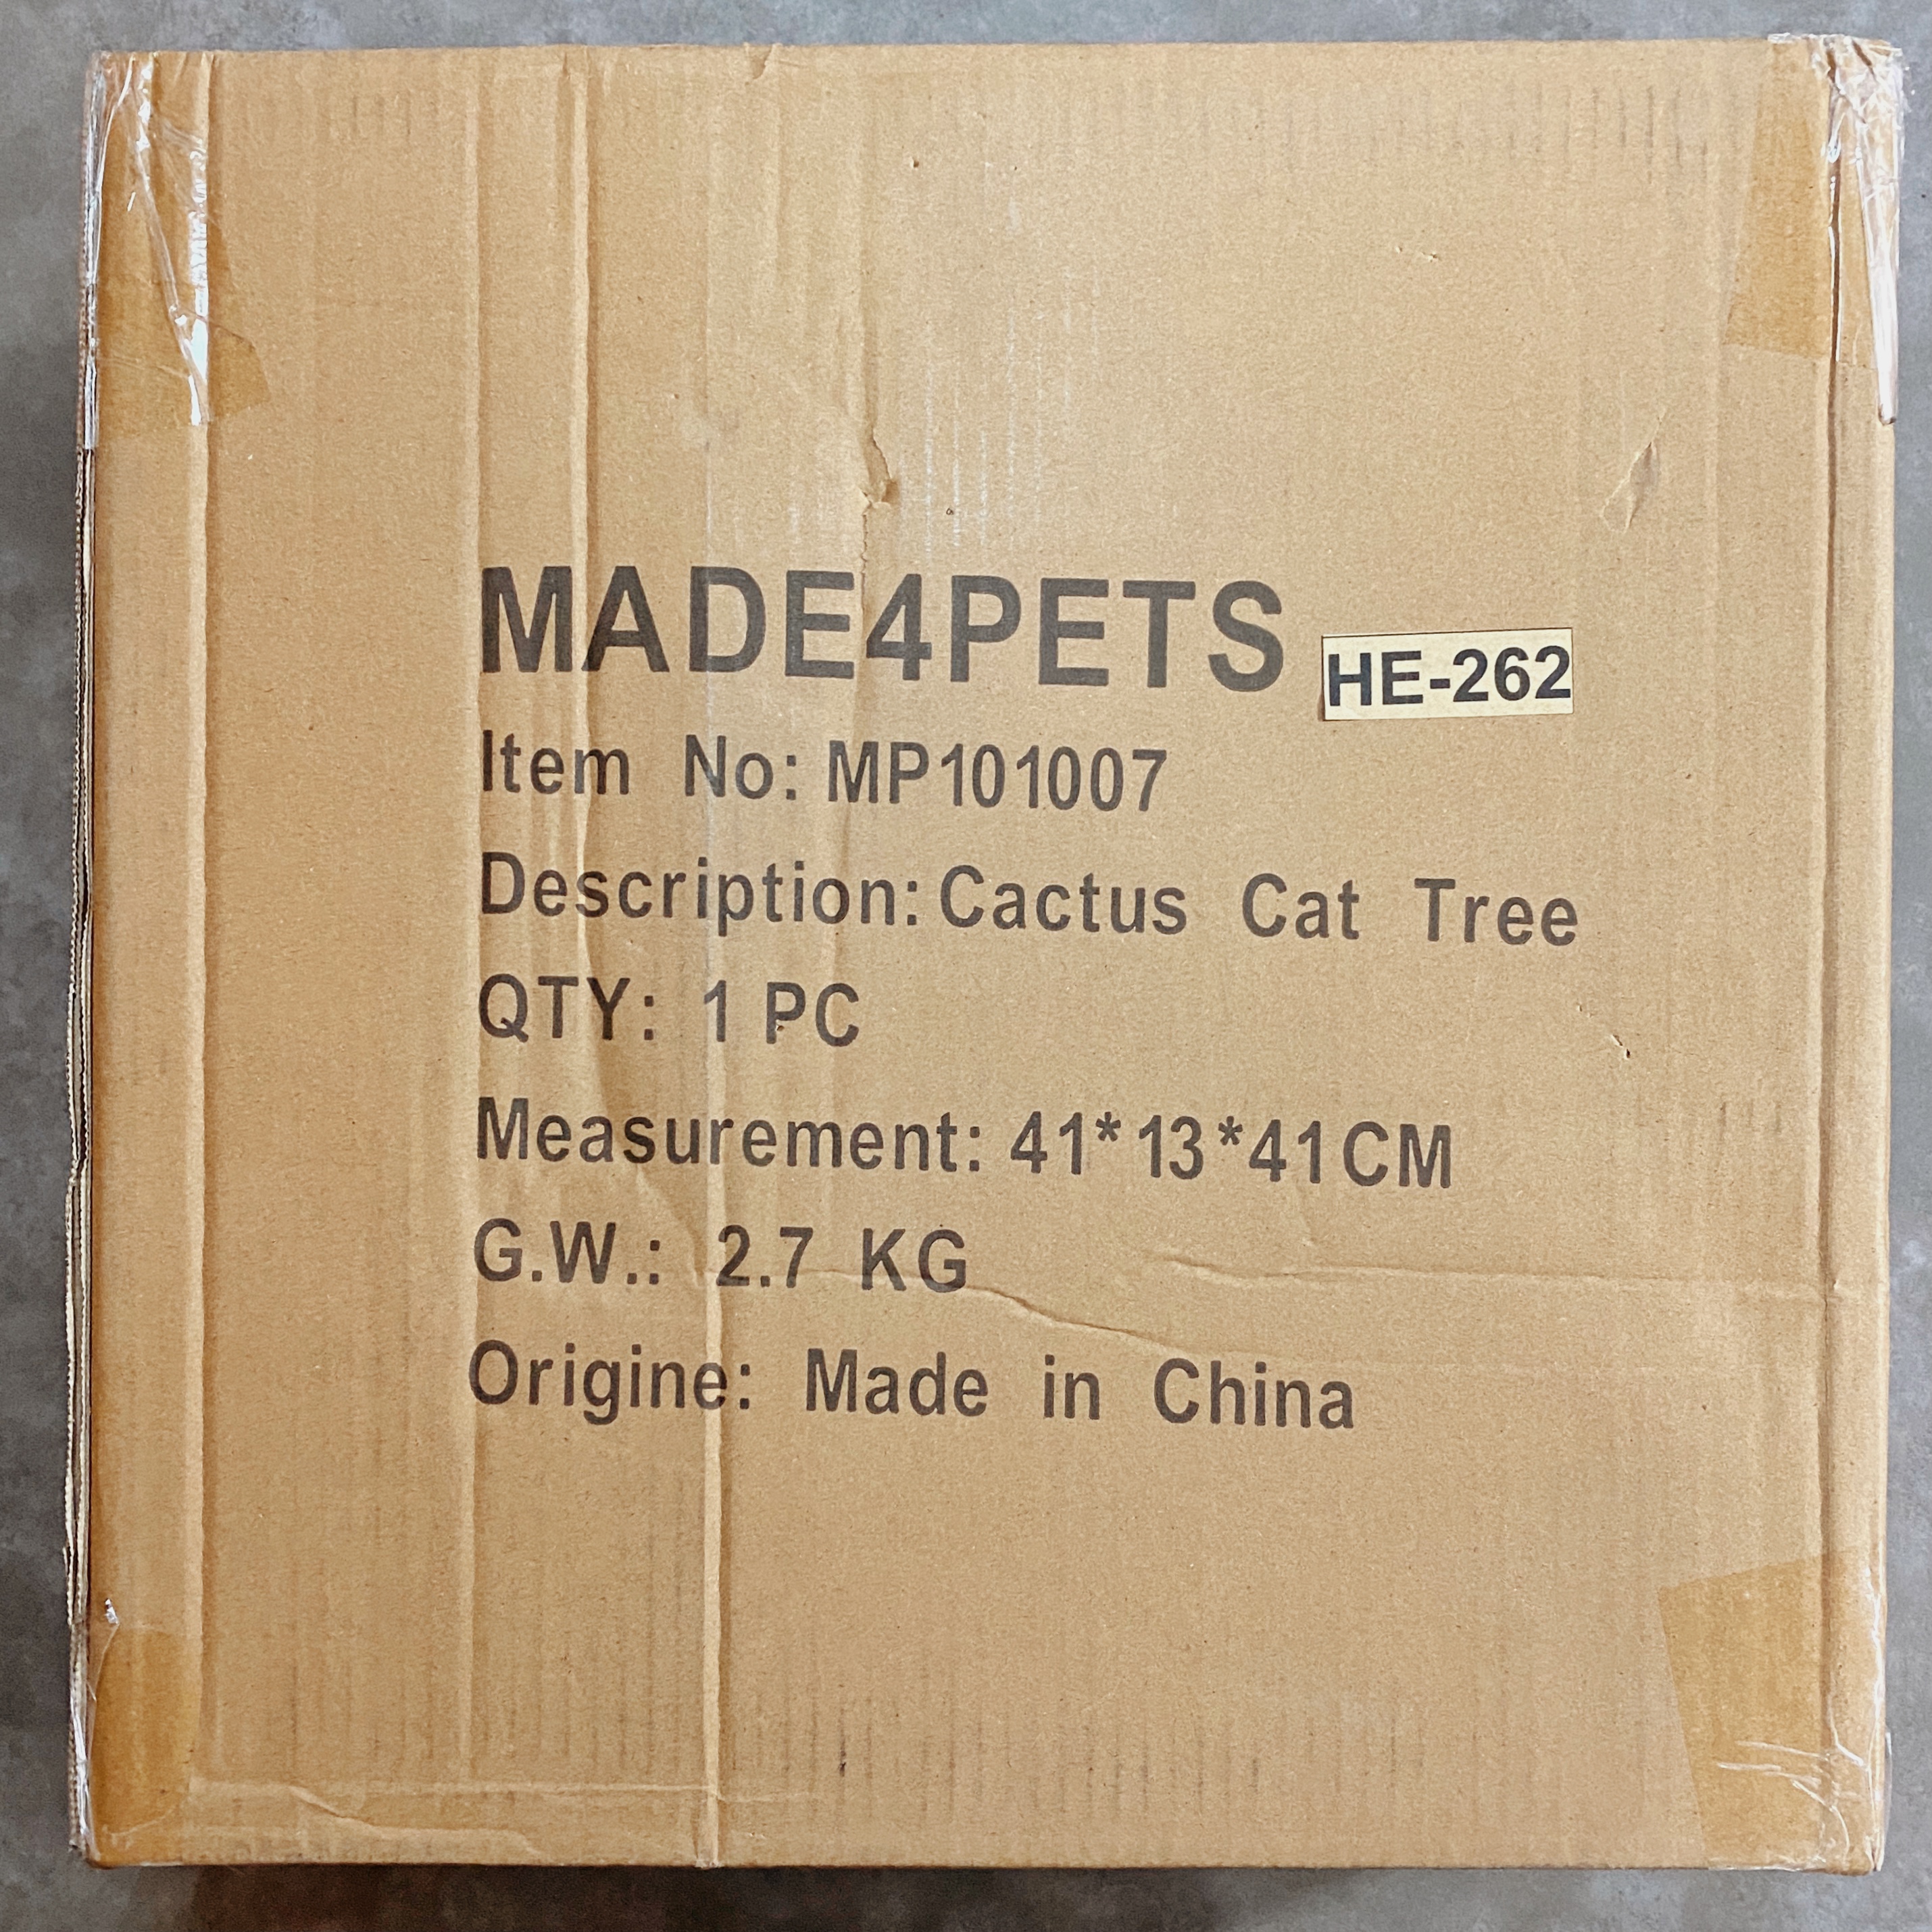 MADE4PETS HE-262
Item No: MP101007
Description: Cactus Cat Tree
QTY: 1 PC
Measurement: 41*13*41CM
G.W.: 2.7 KG
Origine: Made in China